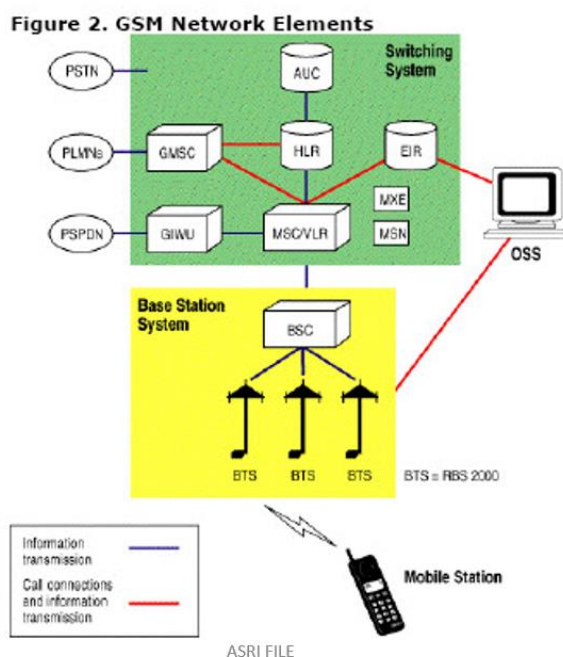 Figure 2. GSM Network Elements
Switching
System
PSTN
AUC
PLMNs
GMSC
HLR
EIR
MXE
PSPDN
GIWU
MSC/VLR
MSN
OSS
Base Station
System
BSC
BTS
BTS
BTS
BTS = RBS 2000
Information
transmission
Call connections
and information
transmission
Mobile Station
ASRI FILE